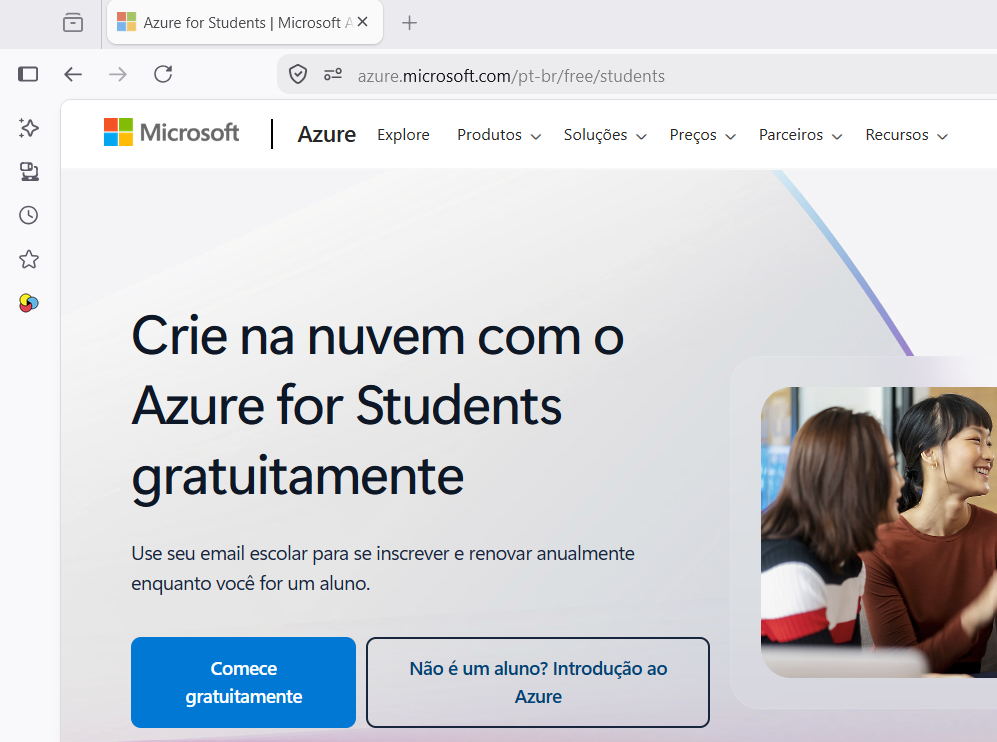 Azure for Students | Microsoft A
azure.microsoft.com/pt-br/free/students
Microsoft
Azure
Explore
Produtos
Soluções
Preços
Parceiros
Recursos
Crie na nuvem com o
Azure for Students
gratuitamente
Use seu email escolar para se inscrever e renovar anualmente
enquanto você for um aluno.
Comece
gratuitamente
Não é um aluno? Introdução ao
Azure